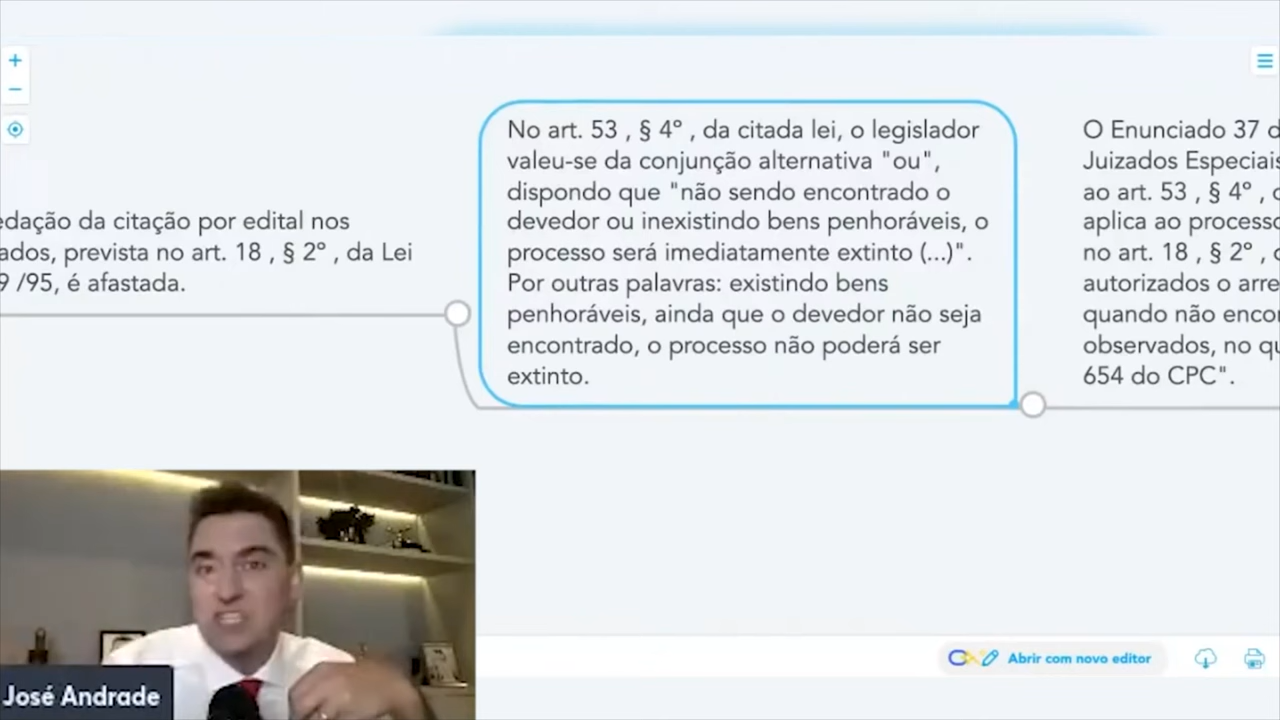 edação da citação por edital nos
ados, prevista no art. 18 , § 2º , da Lei
9 /95, é afastada.
No art. 53 , § 4º , da citada lei, o legislador
valeu-se da conjunção alternativa "ou",
dispondo que "não sendo encontrado o
devedor ou inexistindo bens penhoráveis, o
processo será imediatamente extinto (...)".
Por outras palavras: existindo bens
penhoráveis, ainda que o devedor não seja
encontrado, o processo não poderá ser
extinto.
O Enunciado 37 d
Juizados Especiais
ao art. 53 , § 4º , c
aplica ao processo
no art. 18 , § 2º , c
autorizados o arre
quando não encon
observados, no qu
654 do CPC".
José Andrade
Abrir com novo editor